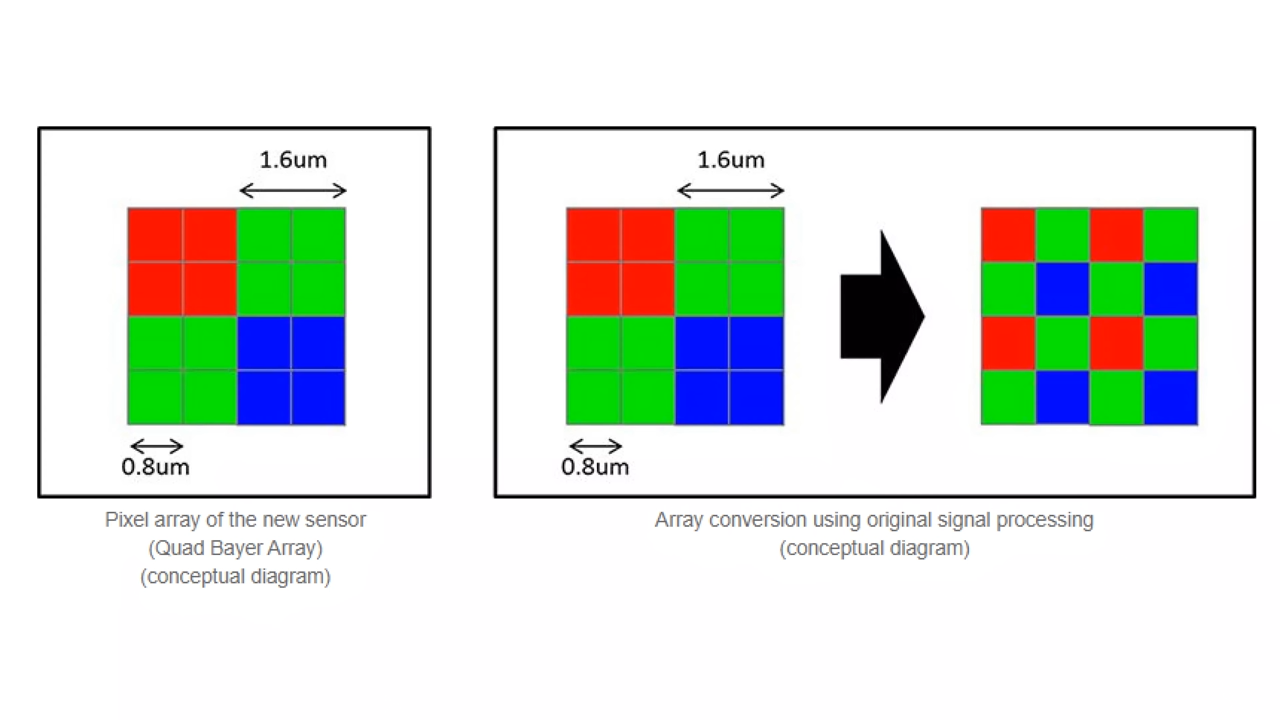 1.6um
0.8um
Pixel array of the new sensor
(Quad Bayer Array)
(conceptual diagram)
1.6um
0.8um
Array conversion using original signal processing
(conceptual diagram)